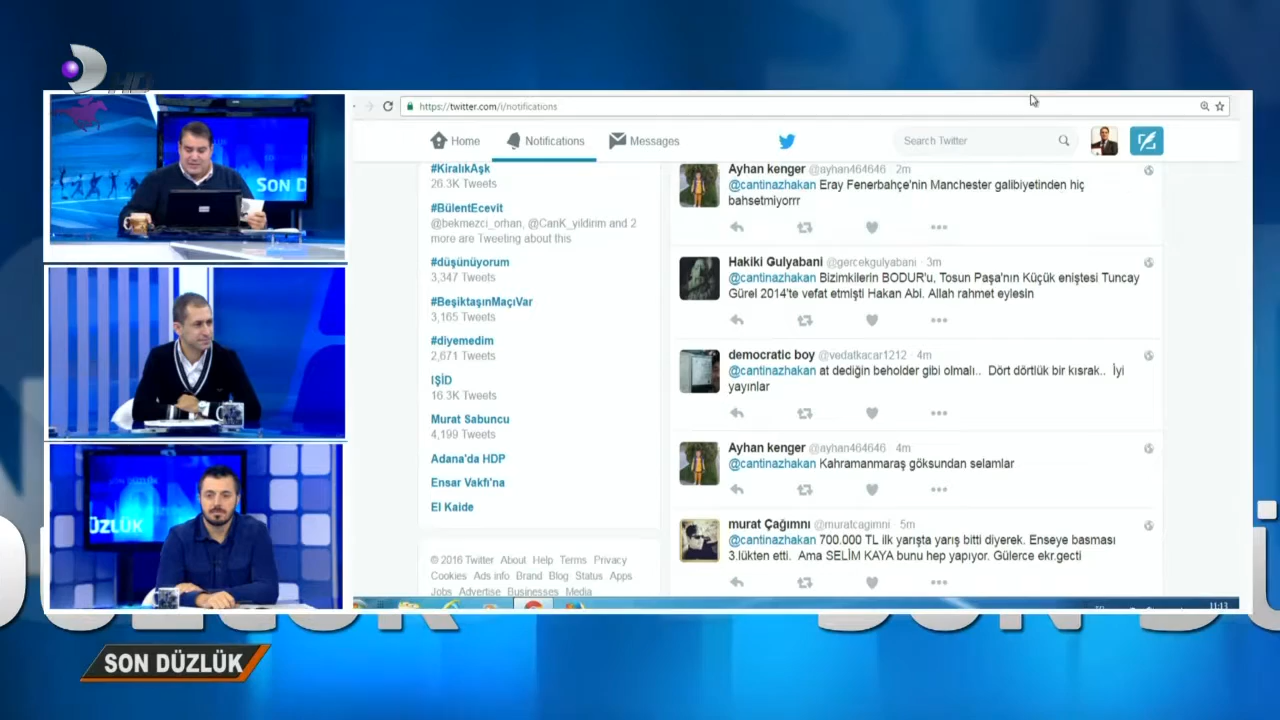 HD
SON D
ÜZLÜK
https://twitter.com/i/notifications
Home Notifications Messages
Search Twitter
#KiralıkAşk
26.3K Tweets
#BülentEcevit
@bekmezci_orhan, @CanK_yildirim and 2
more are Tweeting about this
#düşünüyorum
3,347 Tweets
#BeşiktaşınMaçıVar
3,165 Tweets
#diyemedim
2,671 Tweets
IŞİD
16.3K Tweets
Murat Sabuncu
4,199 Tweets
Adana'da HDP
Ensar Vakfı'na
El Kaide
© 2016 Twitter About Help Terms Privacy
Cookies Ads info Brand Blog Status Apps
Jobs Advertise Businesses Media
Ayhan kenger @ayhan464646 2m
@cantinazhakan Eray Fenerbahçe'nin Manchester galibiyetinden hiç
bahsetmiyorrr
Hakiki Gulyabani @gercekgulyabani · 3m
@cantinazhakan Bizimkilerin BODUR'u, Tosun Paşa'nın Küçük eniştesi Tuncay
Gürel 2014'te vefat etmişti Hakan Abi. Allah rahmet eylesin
democratic boy @vedatkacar1212 · 4m
@cantinazhakan at dediğin beholder gibi olmalı.. Dört dörtlük bir kısrak.. İyi
yayınlar
Ayhan kenger @ayhan464646 4m
@cantinazhakan Kahramanmaraş göksundan selamlar
murat Çağımnı @muratcagimni · 5m
@cantinazhakan 700.000 TL ilk yarışta yarış bitti diyerek. Enseye basması
3.lükten etti. Ama SELİM KAYA bunu hep yapıyor. Gülerce ekr.gecti
11:13
SON DÜZLÜK